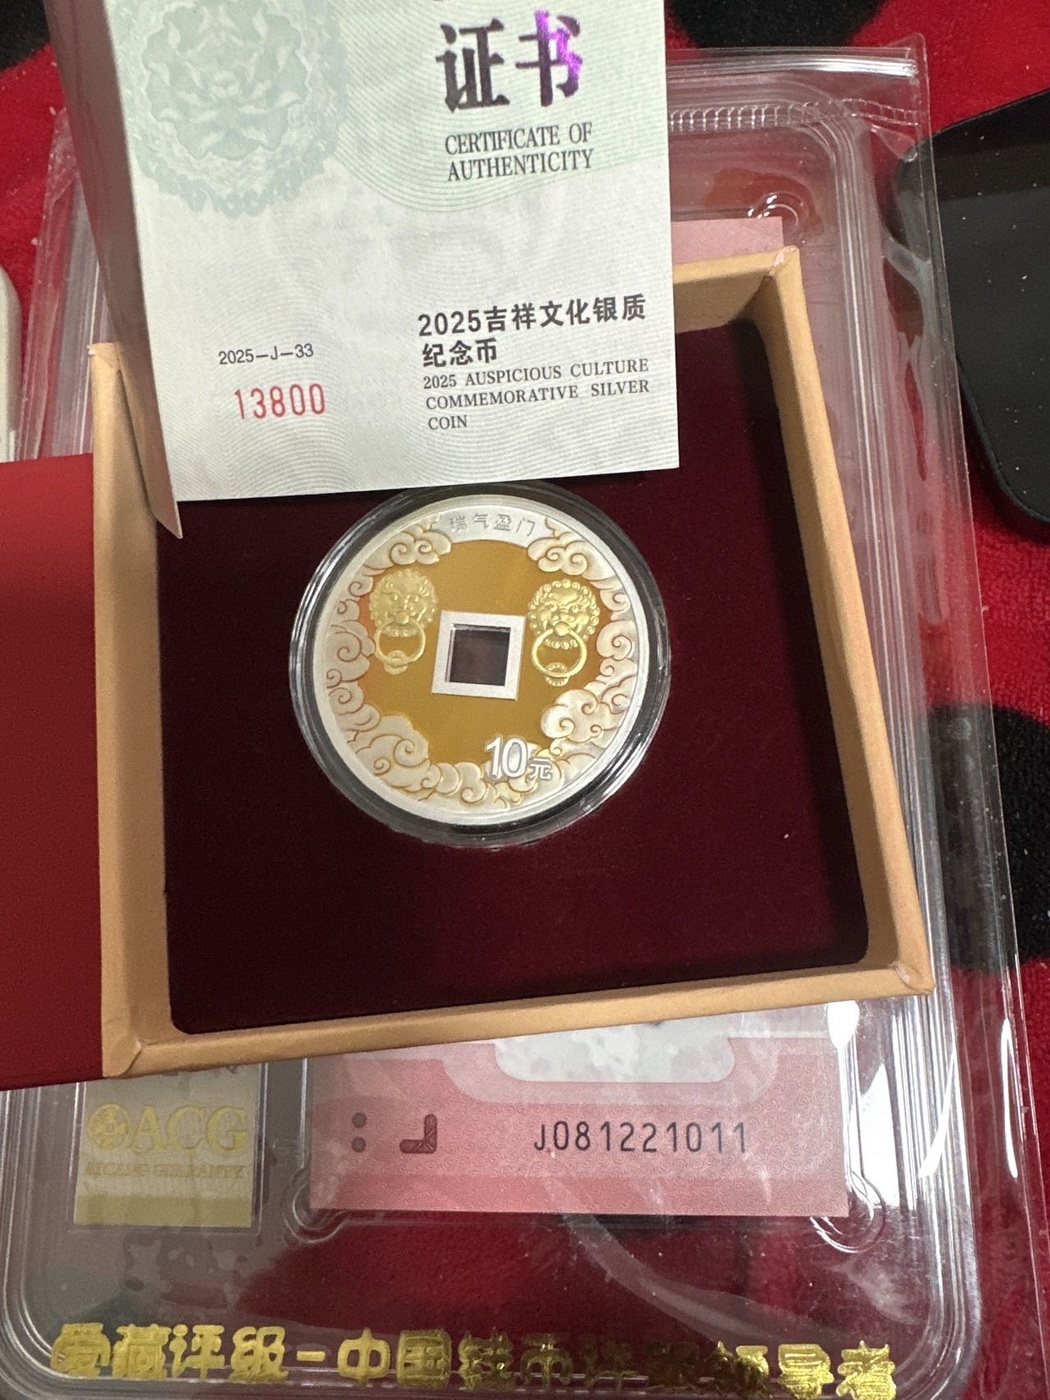 证书
CERTIFICATE OF
AUTHENTICITY
2025吉祥文化银质
纪念币
2025 AUSPICIOUS CULTURE
COMMEMORATIVE SILVER
COIN
2025-J-33
13800
瑞气盈门
10元
ACG
J081221011
爱藏评级-中国钱币评级领导者